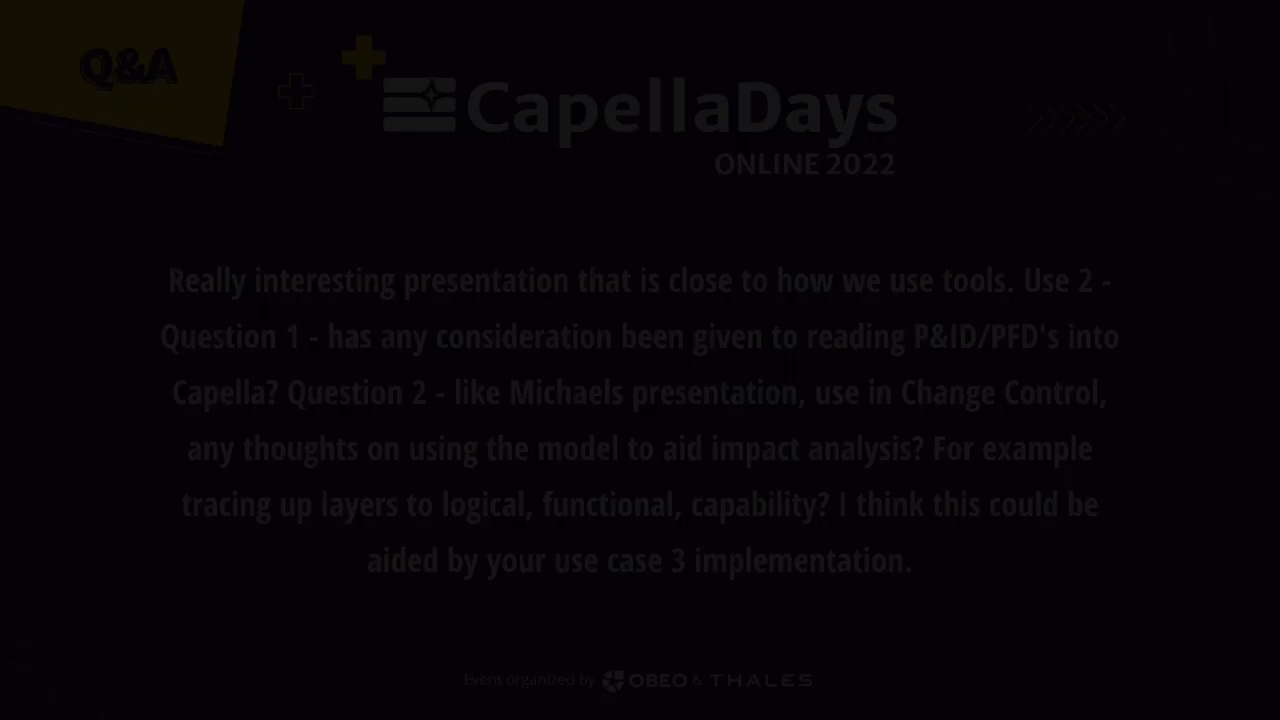 Q&A
CapellaDays
ONLINE 2022
Really interesting presentation that is close to how we use tools. Use 2 -
Question 1 - has any consideration been given to reading P&ID/PFD's into
Capella? Question 2 - like Michaels presentation, use in Change Control,
any thoughts on using the model to aid impact analysis? For example
tracing up layers to logical, functional, capability? I think this could be
aided by your use case 3 implementation.
Event organized by OBEO & THALES